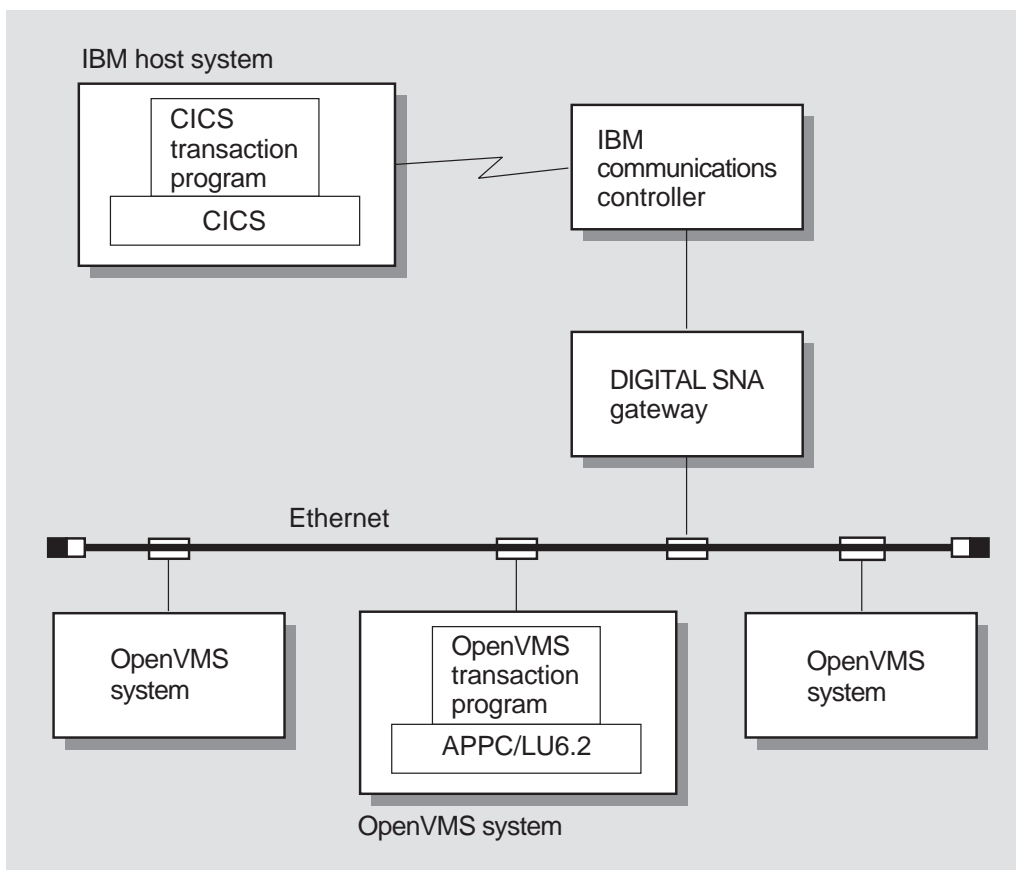 IBM host system
CICS
transaction
program
CICS
IBM
communications
controller
DIGITAL SNA
gateway
Ethernet
OpenVMS
system
OpenVMS
transaction
program
APPC/LU6.2
OpenVMS system
OpenVMS
system